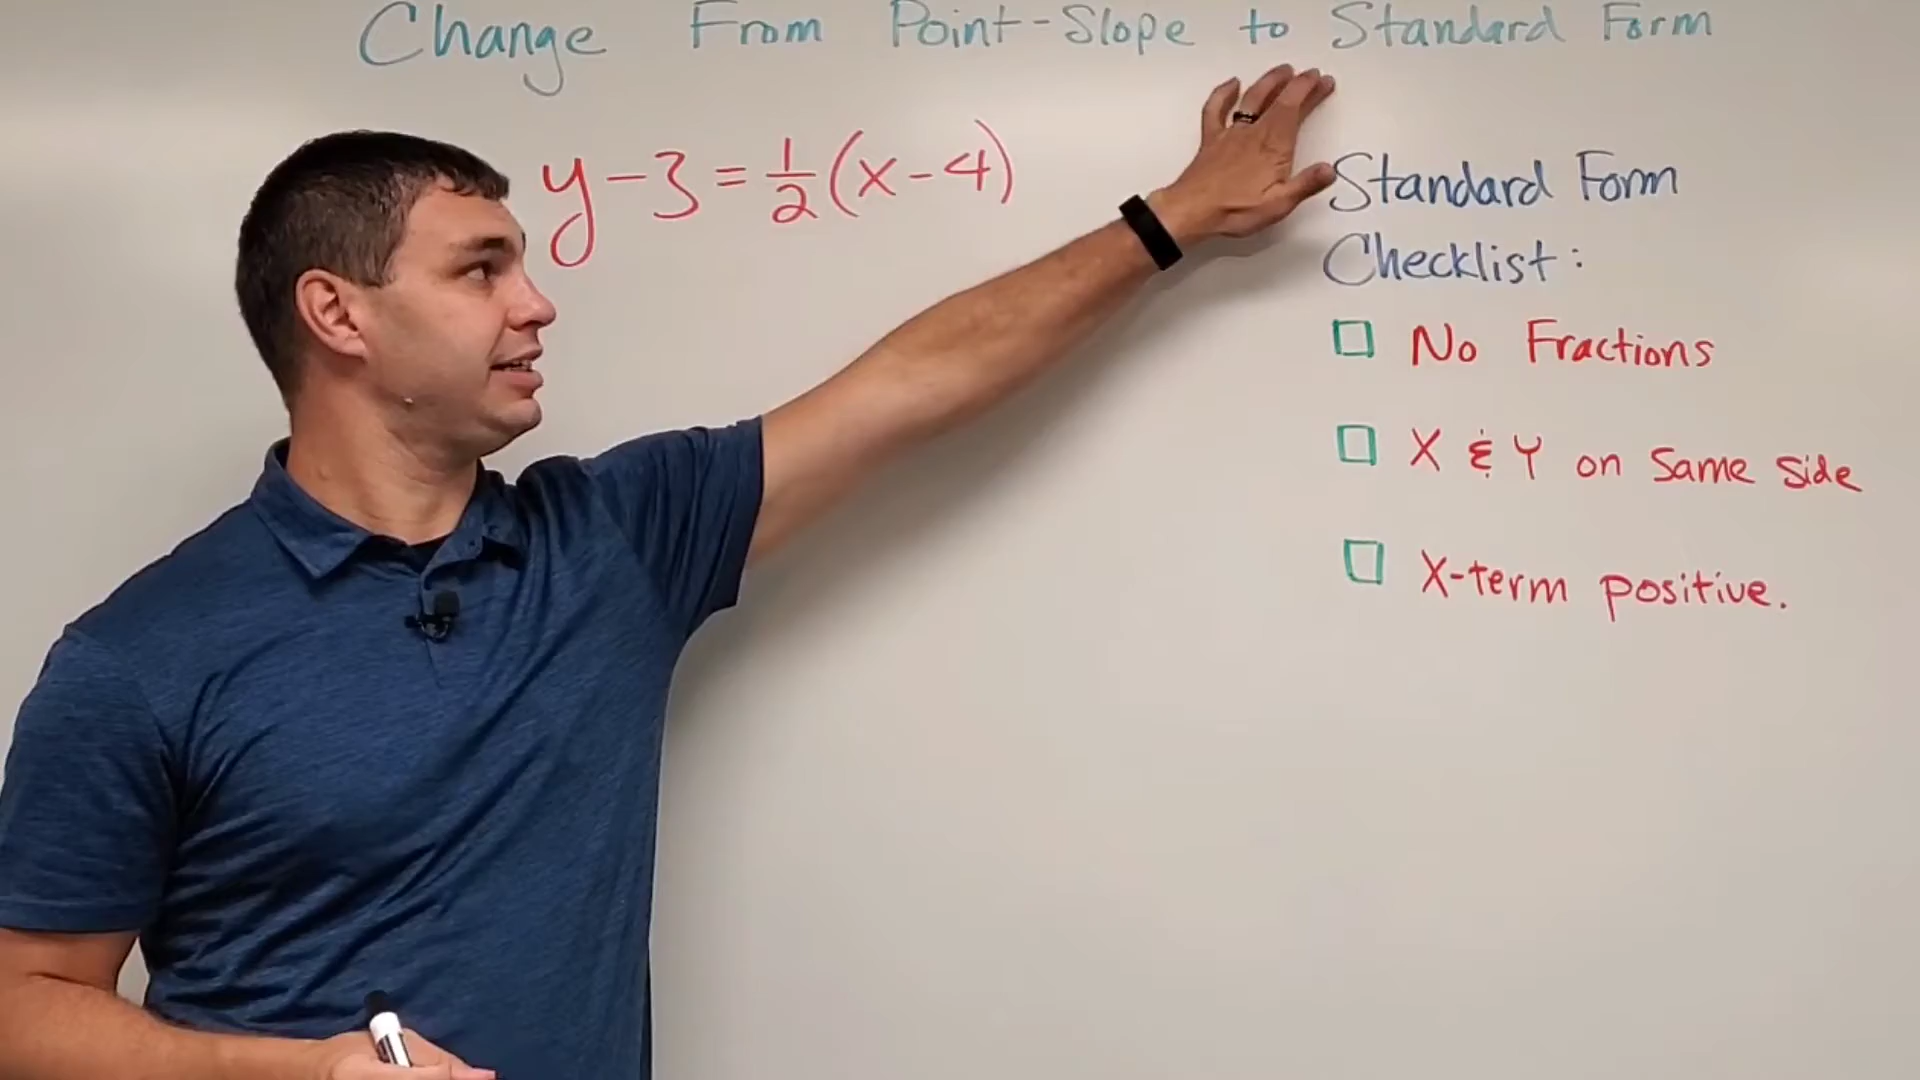 Change From Point-Slope to Standard Form
y-3=1/2(x-4)
Standard Form
Checklist:
No Fractions
X & Y on Same Side
X-term positive.